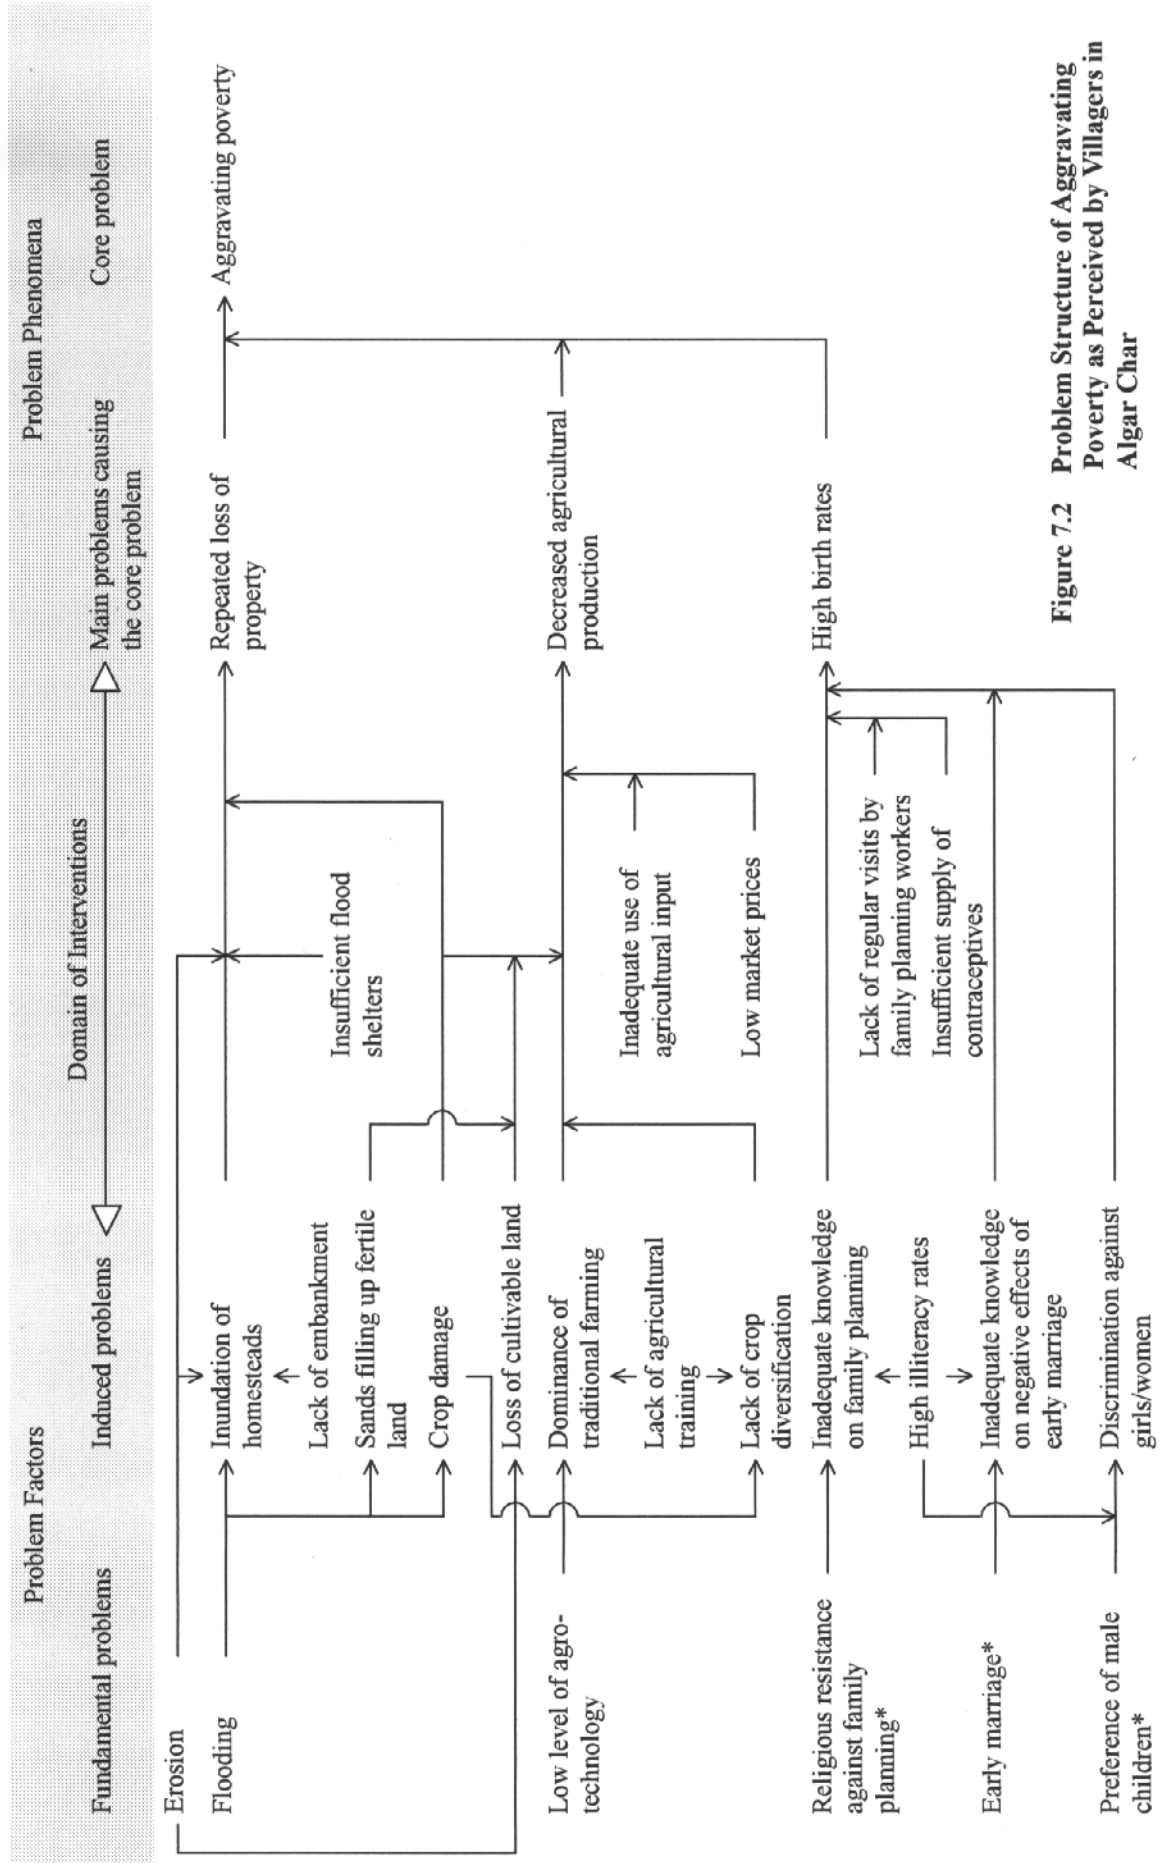 Problem Factors
Problem Phenomena
Domain of Interventions
Fundamental problems
Induced problems
Main problems causing
the core problem
Core problem
Erosion
Flooding
Low level of agro-
technology
Religious resistance
against family
planning*
Early marriage*
Preference of male
children*
Inundation of
homesteads
Lack of embankment
Sands filling up fertile
land
Crop damage
Loss of cultivable land
Dominance of
traditional farming
Lack of agricultural
training
Lack of crop
diversification
Inadequate knowledge
on family planning
High illiteracy rates
Inadequate knowledge
on negative effects of
early marriage
Discrimination against
girls/women
Insufficient flood
shelters
Inadequate use of
agricultural input
Low market prices
Lack of regular visits by
family planning workers
Insufficient supply of
contraceptives
Repeated loss of
property
Decreased agricultural
production
High birth rates
Aggravating poverty
Figure 7.2 Problem Structure of Aggravating
Poverty as Perceived by Villagers in
Algar Char